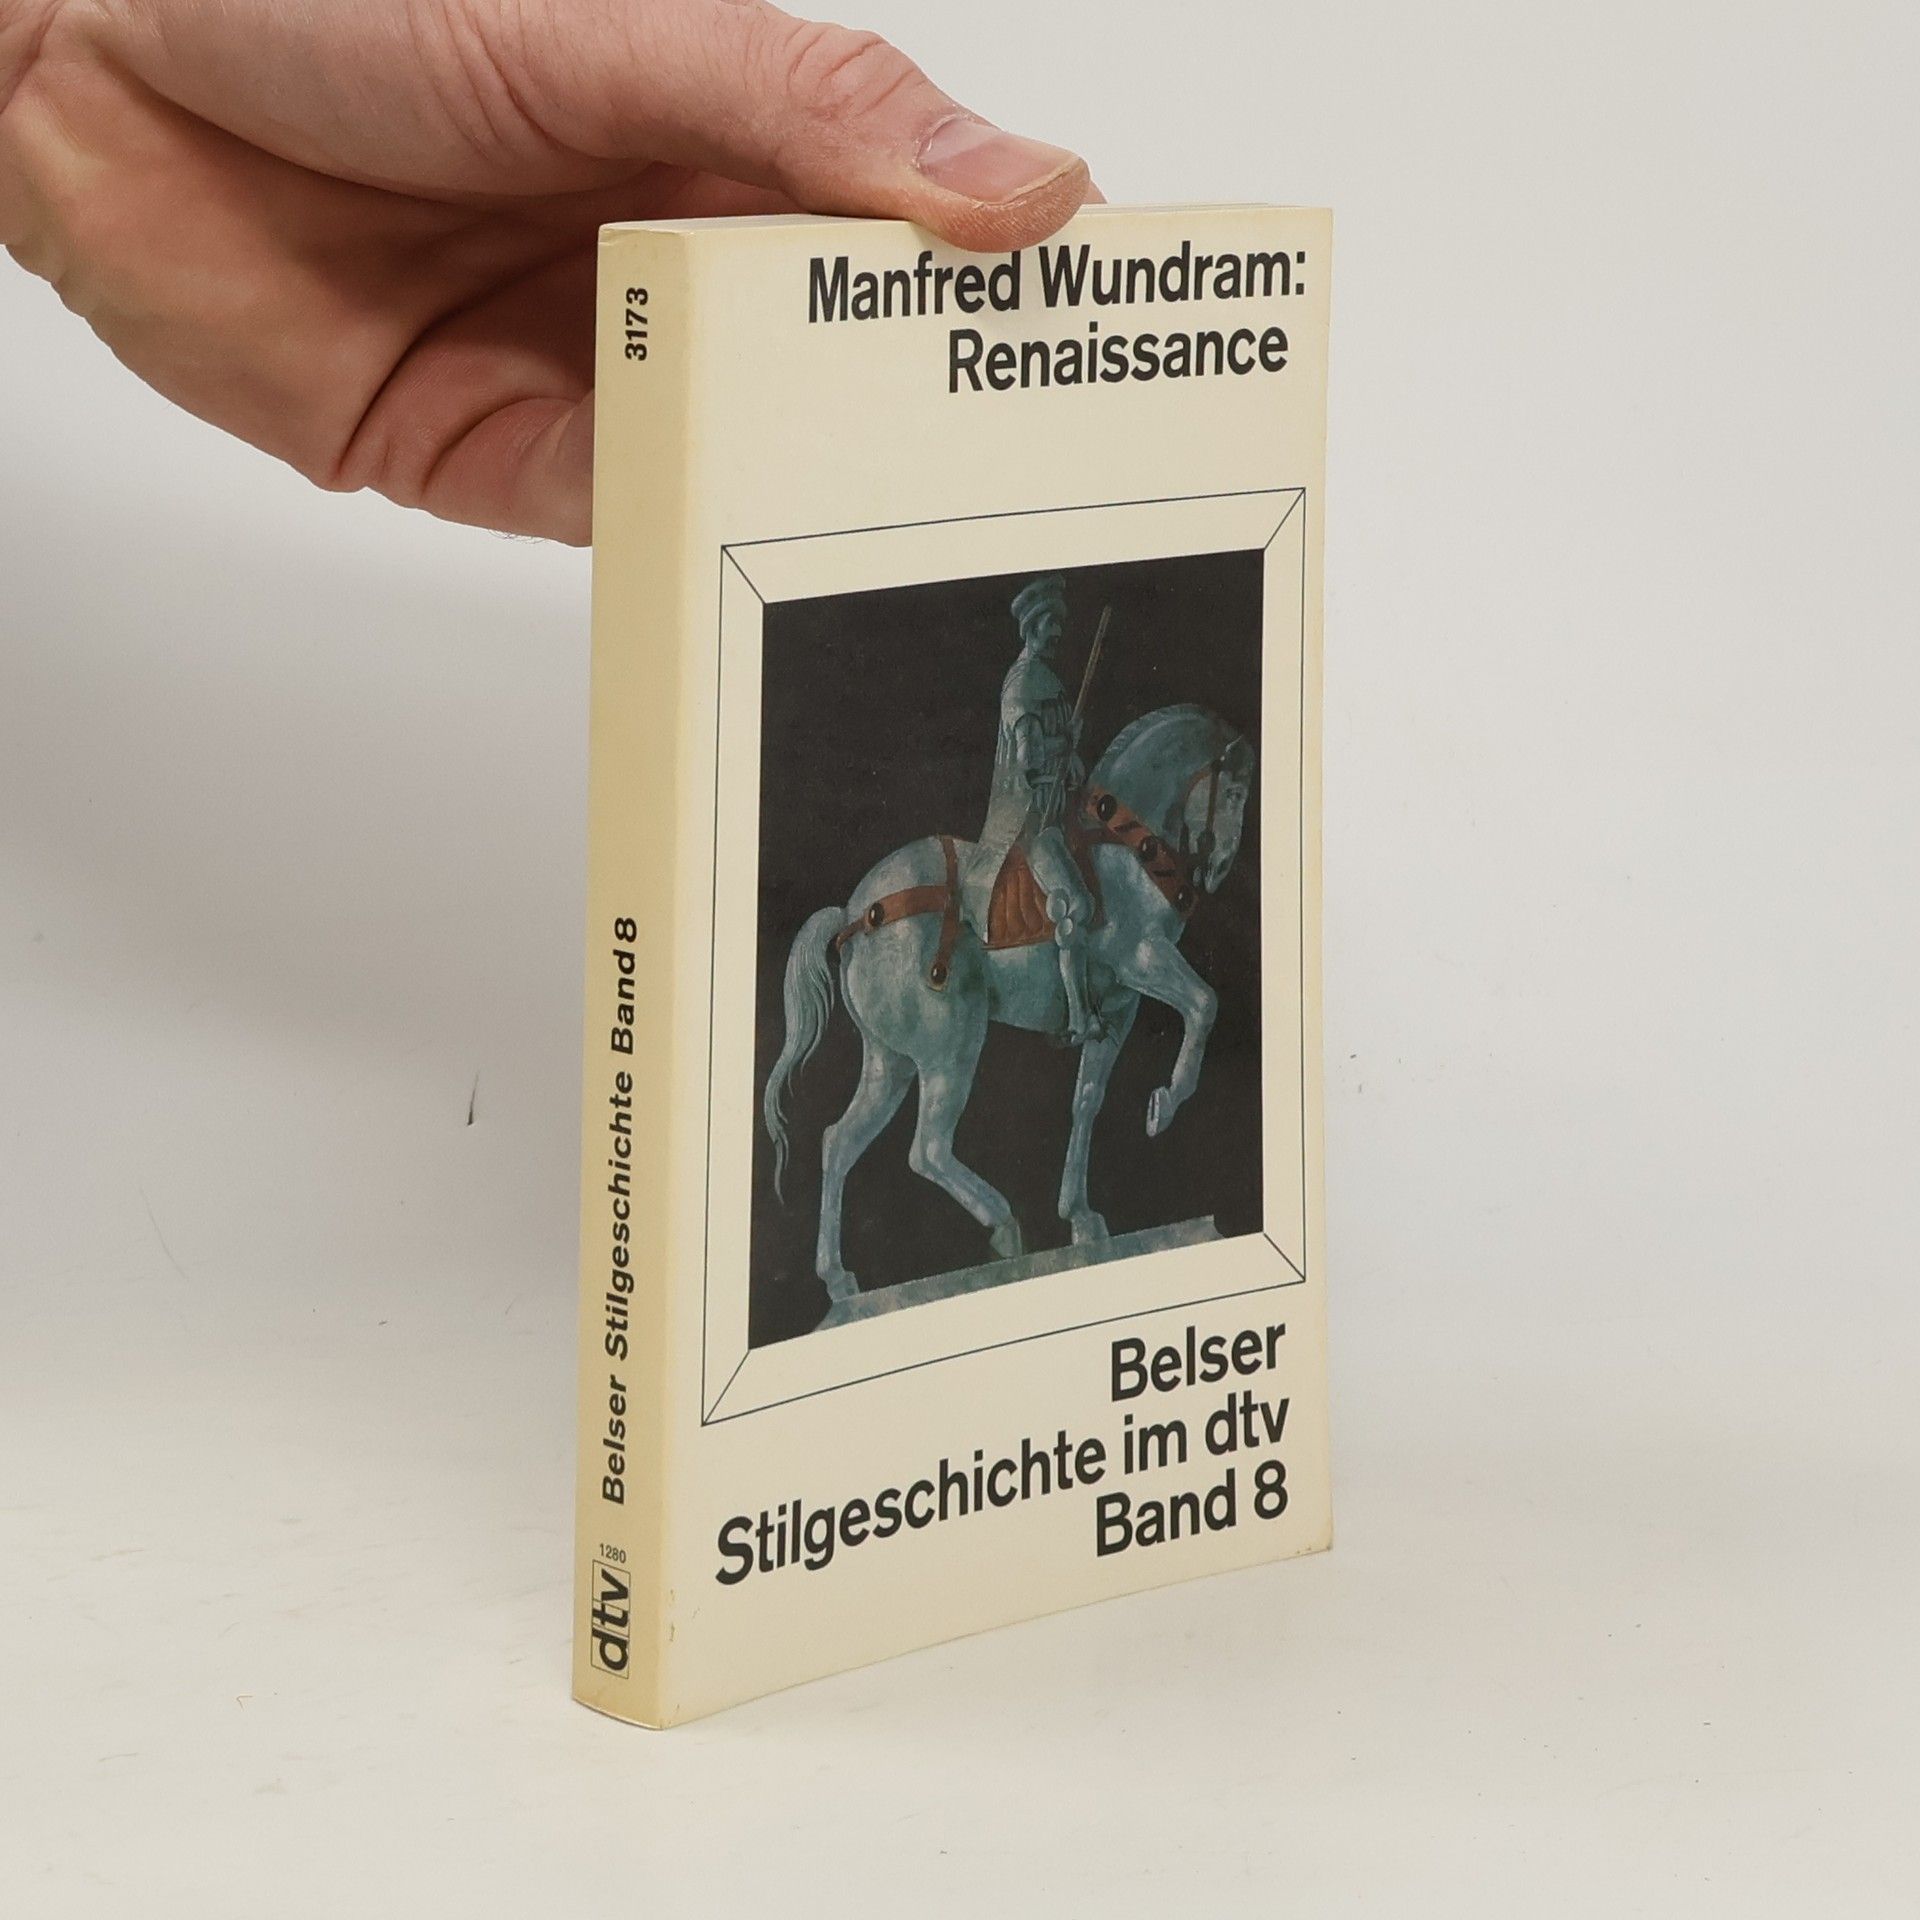 Manfred Wundram:
Renaissance
Belser
Stilgeschichte im dtv
Band 8
3173
Belser Stilgeschichte Band 8
1280
dtv